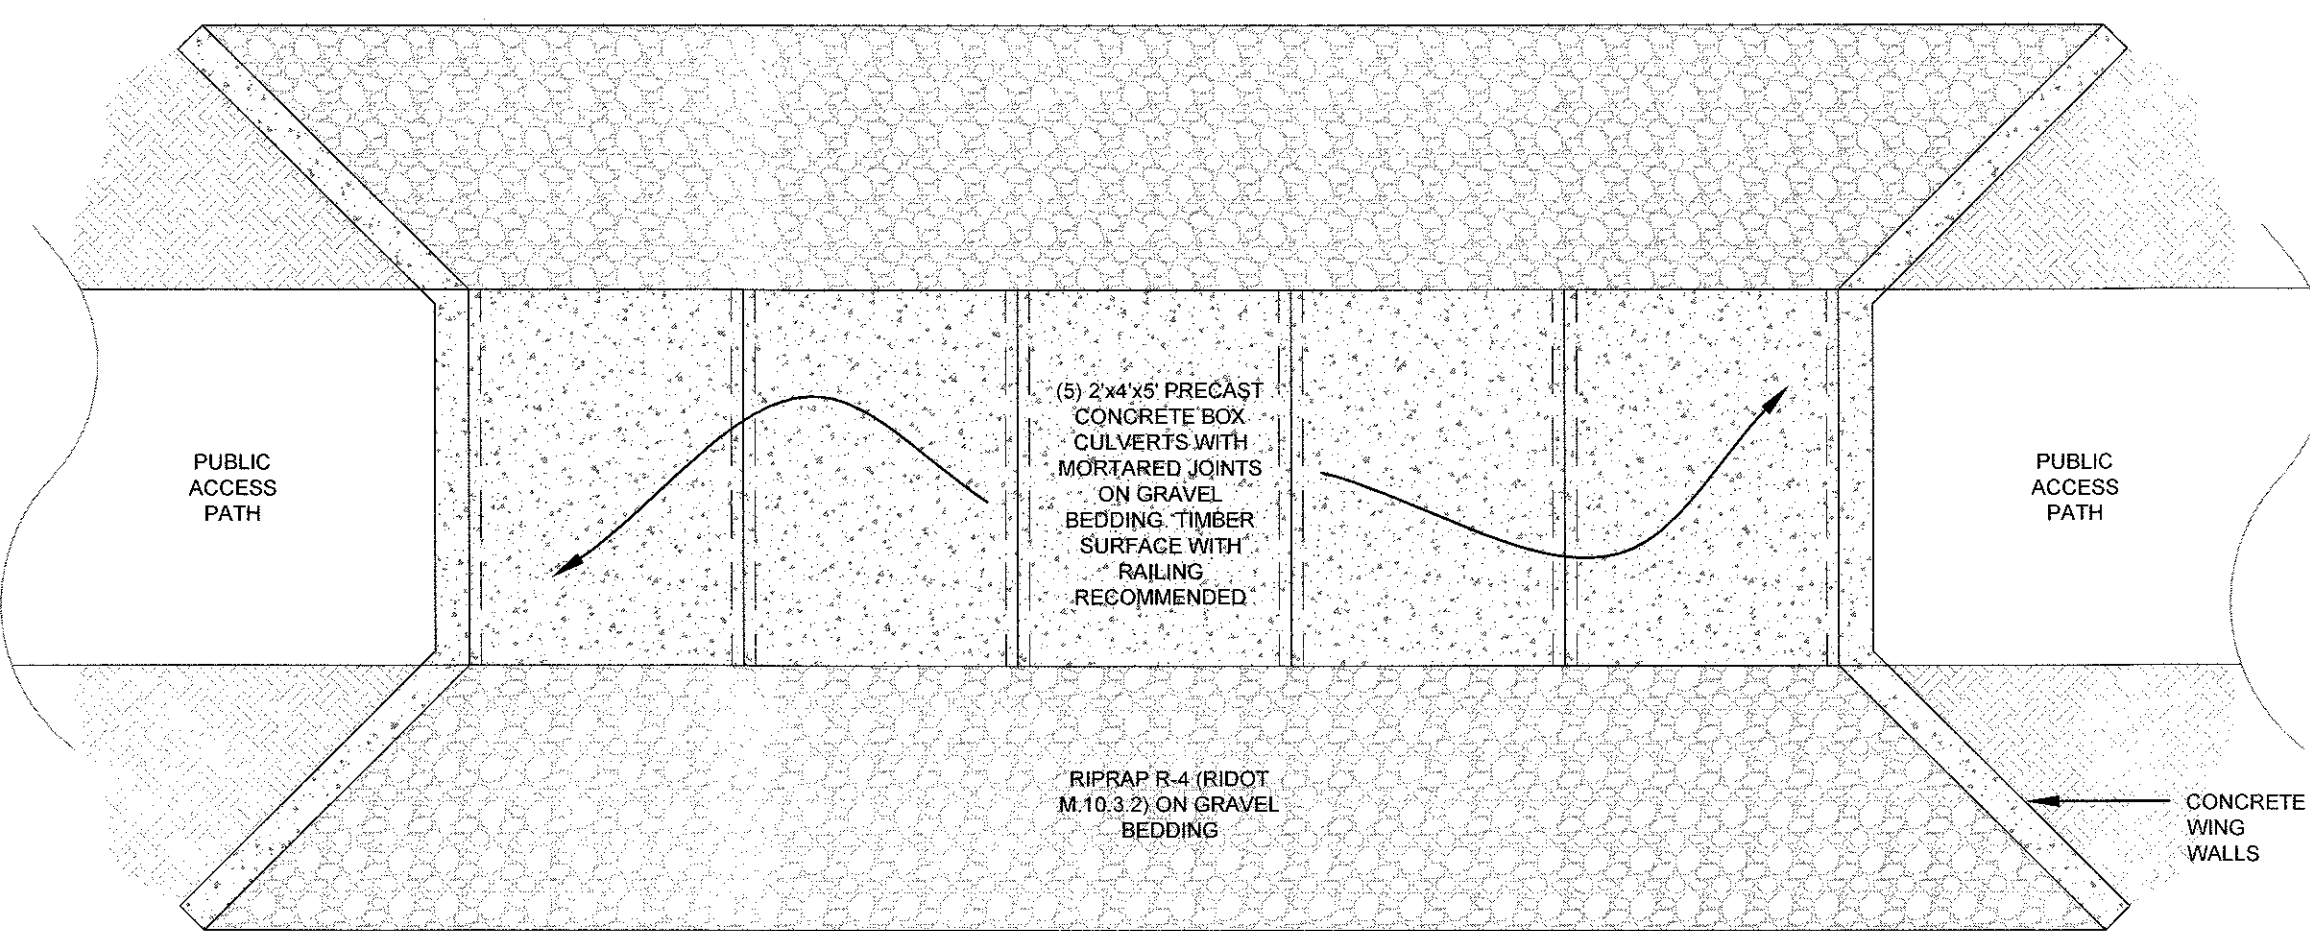 (5) 2'x4'x5' PRECAST
CONCRETE BOX
CULVERTS WITH
MORTARED JOINTS
ON GRAVEL
BEDDING. TIMBER
SURFACE WITH
RAILING
RECOMMENDED
PUBLIC
ACCESS
PATH
PUBLIC
ACCESS
PATH
RIPRAP R-4 (RIDOT
M.10.3.2) ON GRAVEL
BEDDING
CONCRETE
WING
WALLS